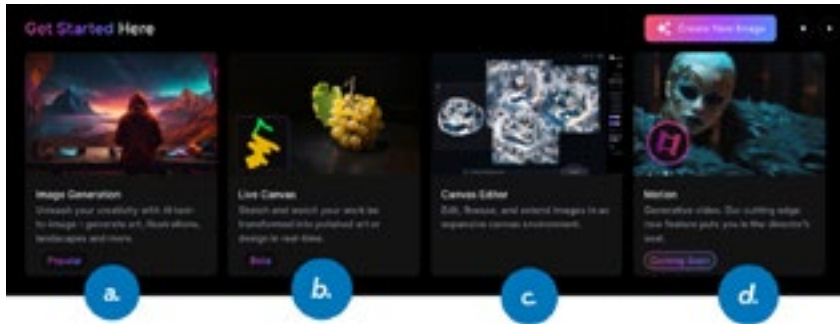 Get Started Here
Create New Image
Image Generation
Unleash your creativity with AI text-
to-image - generate art, illustrations,
landscapes and more.
Popular
Live Canvas
Sketch and watch your work be
transformed into polished art or
design in real-time.
Beta
Canvas Editor
Edit, finesse, and extend images in an
expansive canvas environment.
Motion
Generative video. Our cutting edge
new feature puts you in the director's
seat.
Coming Soon
a.
b.
c.
d.